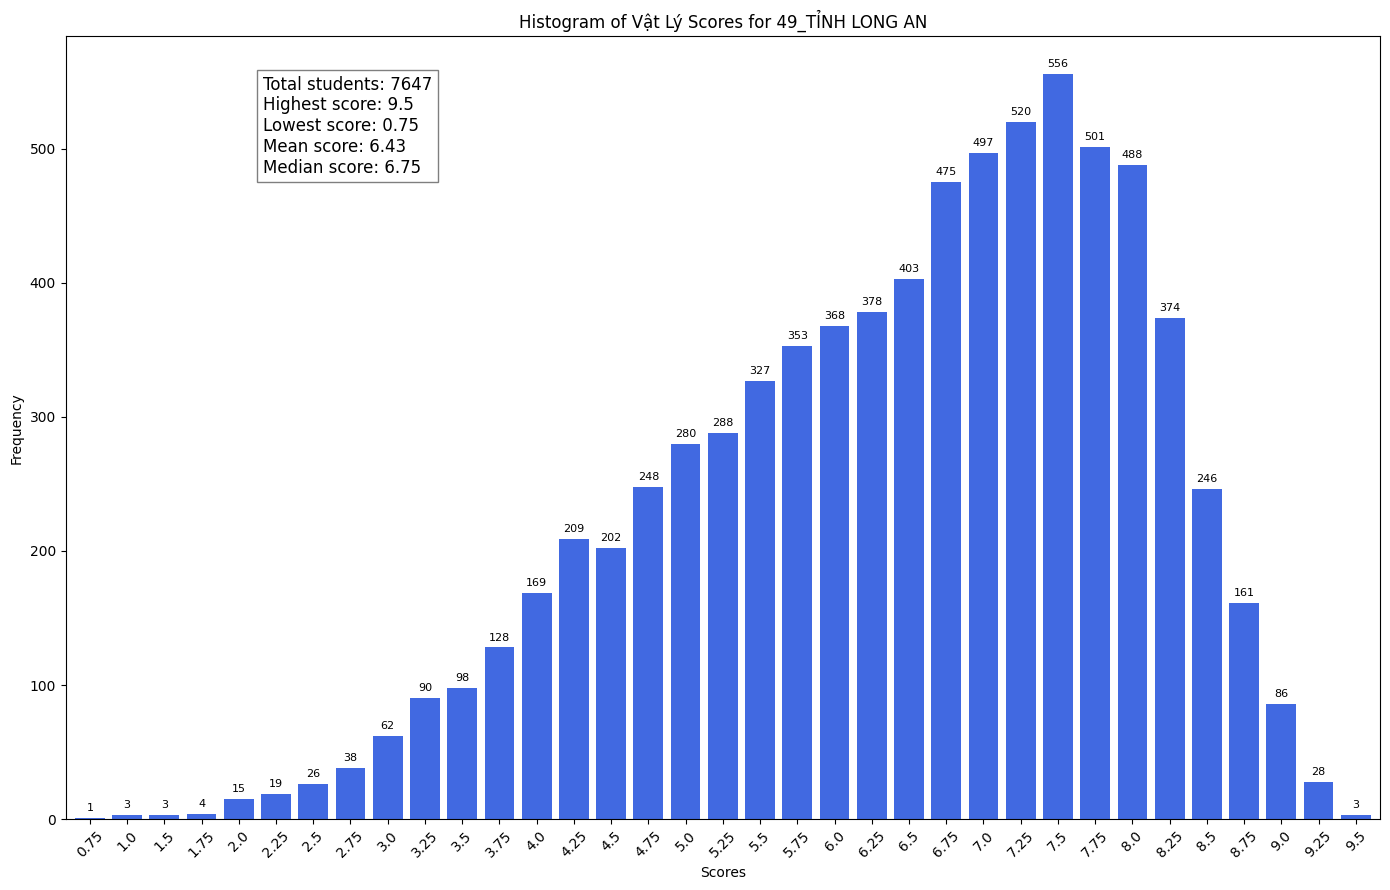 Histogram of Vật Lý Scores for 49_TỈNH LONG AN
Total students: 7647
Highest score: 9.5
Lowest score: 0.75
Mean score: 6.43
Median score: 6.75
Frequency
500
400
300
200
100
0
1 3 3 4 15 19 26 38 62 90 98 128 169 209 202 248 280 288 327 353 368 378 403 475 497 520 556 501 488 374 246 161 86 28 3
0.75 1.0 1.5 1.75 2.0 2.25 2.5 2.75 3.0 3.25 3.5 3.75 4.0 4.25 4.5 4.75 5.0 5.25 5.5 5.75 6.0 6.25 6.5 6.75 7.0 7.25 7.5 7.75 8.0 8.25 8.5 8.75 9.0 9.25 9.5
Scores